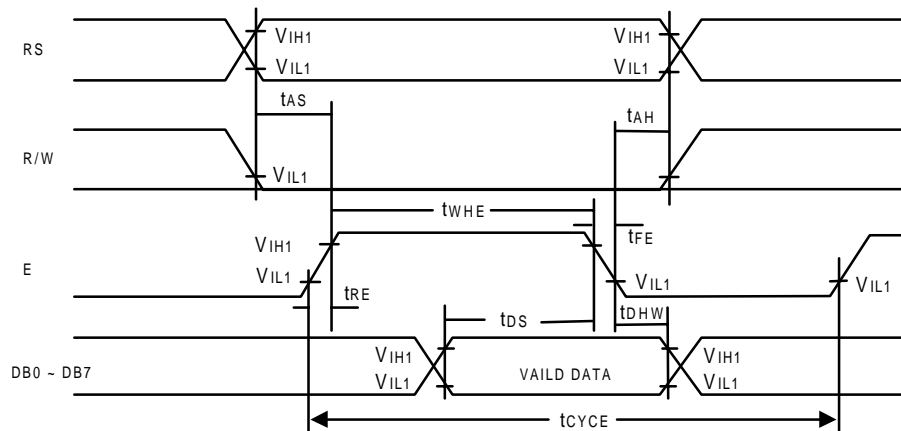 RS
VIH1
VIL1
VIH1
VIL1
tAS
tAH
R/W
VIL1
tWHE
tFE
E
VIH1
VIL1
VIL1
VIL1
tRE
tDS
tDHW
DB0 ~ DB7
VIH1
VIL1
VAILD DATA
VIH1
VIL1
tCYCE